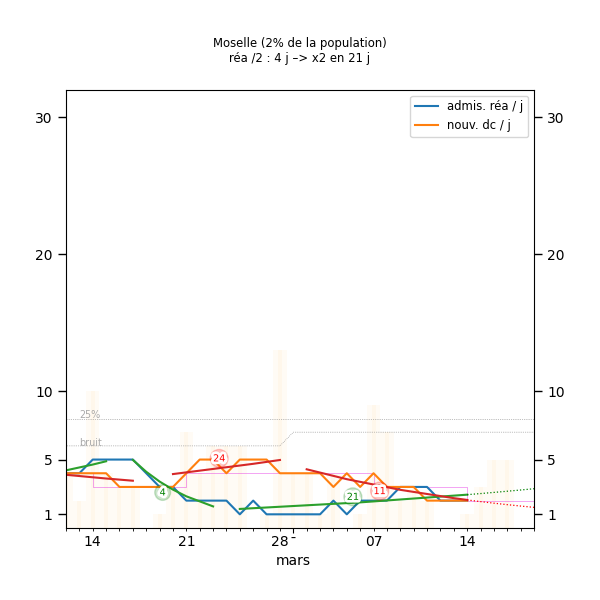 Moselle (2% de la population)
réa /2 : 4 j –> x2 en 21 j
admis. réa / j
nouv. dc / j
30 30
20 20
10 10
25%
bruit
5 5
24
4
21
11
1 1
14 21 28 07 14
mars